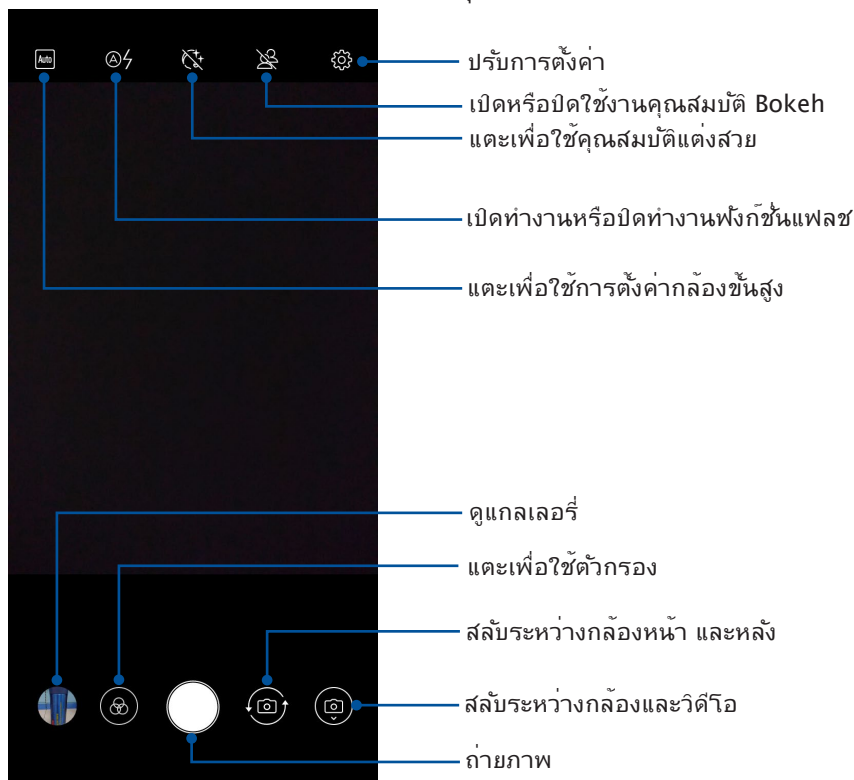 Auto
ปรับการตั้งค่า
เปิดหรือปิดใช้งานคุณสมบัติ Bokeh
แตะเพื่อใช้คุณสมบัติแต่งสวย
เปิดทำงานหรือปิดทำงานฟังก์ชั่นแฟลช
แตะเพื่อใช้การตั้งค่ากล้องขั้นสูง
ดูแกลเลอรี่
แตะเพื่อใช้ตัวกรอง
สลับระหว่างกล้องหน้า และหลัง
สลับระหว่างกล้องและวิดีโอ
ถ่ายภาพ